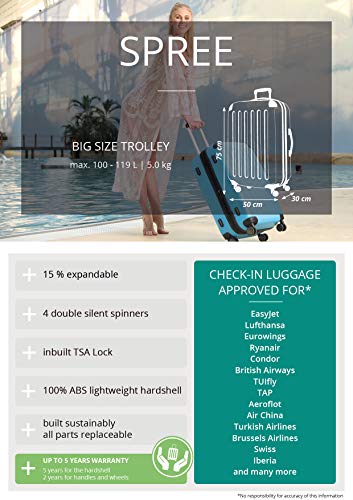 SPREE
BIG SIZE TROLLEY
max. 100 - 119 L | 5.0 kg
75 cm
50 cm
30 cm
+ 15 % expandable
+ 4 double silent spinners
+ inbuilt TSA Lock
+ 100% ABS lightweight hardshell
+ built sustainably
all parts replaceable
+ UP TO 5 YEARS WARRANTY
5 years for the hardshell
2 years for handles and wheels
CHECK-IN LUGGAGE
APPROVED FOR*
EasyJet
Lufthansa
Eurowings
Ryanair
Condor
British Airways
TUIfly
TAP
Aeroflot
Air China
Turkish Airlines
Brussels Airlines
Swiss
Iberia
and many more
*No responsibility for accuracy of this information